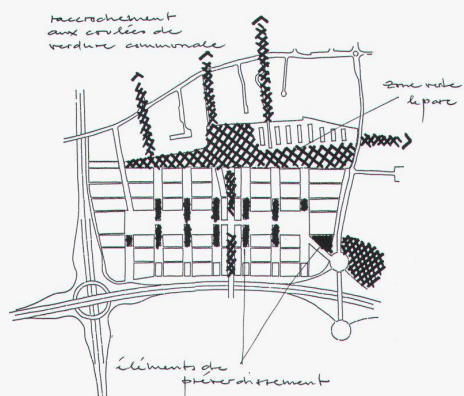 raccrochement
aux coulées de
verdure communale
zone verte
le parc
éléments de
préverdissement